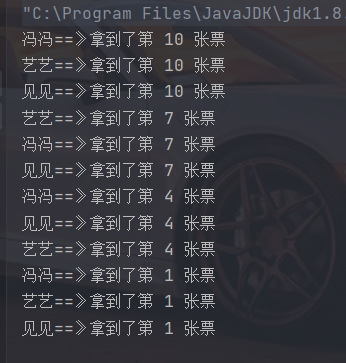 "C:\Program Files\JavaJDK\jdk1.8
冯冯==》拿到了第 10 张票
艺艺==》拿到了第 10 张票
见见==》拿到了第 10 张票
艺艺==》拿到了第 7 张票
冯冯==》拿到了第 7 张票
见见==》拿到了第 7 张票
冯冯==》拿到了第 4 张票
见见==》拿到了第 4 张票
艺艺==》拿到了第 4 张票
冯冯==》拿到了第 1 张票
艺艺==》拿到了第 1 张票
见见==》拿到了第 1 张票